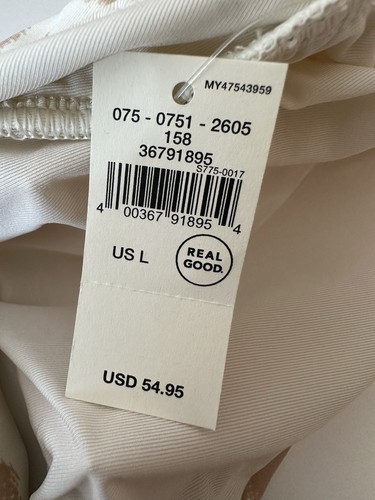 MY47543959
075 - 0751 - 2605
158
36791895
S775-0017
4 00367 91895 4
US L
REAL
GOOD.
USD 54.95